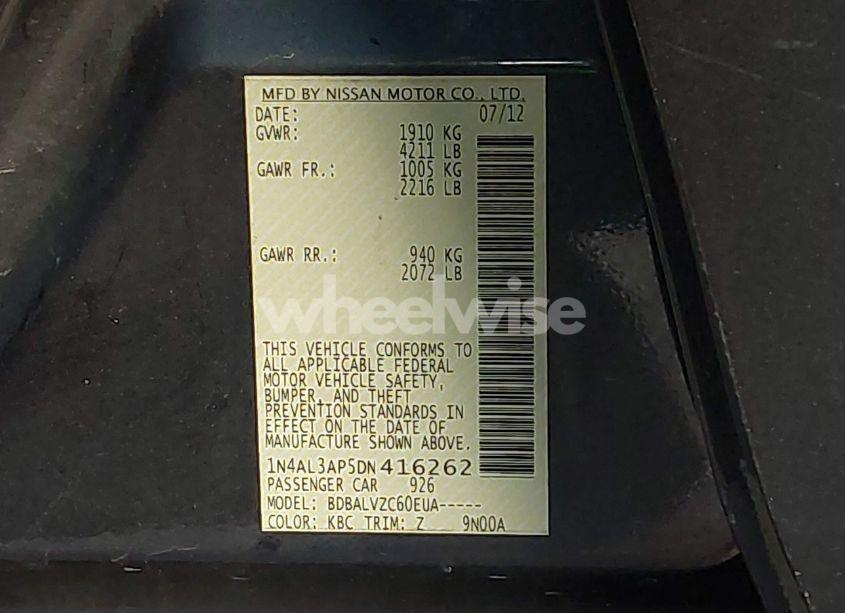 MFD BY NISSAN MOTOR CO., LTD.
DATE: 07/12
GVWR: 1910 KG
4211 LB
GAWR FR.: 1005 KG
2216 LB
GAWR RR.: 940 KG
2072 LB
wheelwise
THIS VEHICLE CONFORMS TO
ALL APPLICABLE FEDERAL
MOTOR VEHICLE SAFETY,
BUMPER, AND THEFT
PREVENTION STANDARDS IN
EFFECT ON THE DATE OF
MANUFACTURE SHOWN ABOVE.
1N4AL3AP5DN416262
PASSENGER CAR 926
MODEL: BDBALVZC60EUA-----
COLOR: KBC TRIM: Z 9N00A